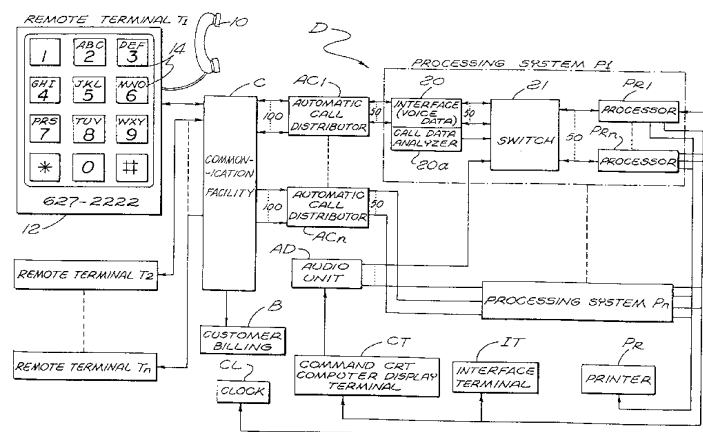 REMOTE TERMINAL T1
10
D
1
ABC
2
DEF
3
14
GHI
4
JKL
5
MNO
6
PRS
7
TUV
8
WXY
9
*
0
#
627-2222
12
C
COMMUN-
ICATION
FACILITY
AC1
100
AUTOMATIC
CALL
DISTRIBUTOR
50
100
AUTOMATIC
CALL
DISTRIBUTOR
50
ACn
PROCESSING SYSTEM P1
20
INTERFACE
(VOICE
DATA)
50
CALL DATA
ANALYZER
20a
21
SWITCH
50
PR1
PROCESSOR
PRn
PROCESSOR
AD
AUDIO
UNIT
PROCESSING SYSTEM Pn
REMOTE TERMINAL T2
REMOTE TERMINAL Tn
B
CUSTOMER
BILLING
CL
CLOCK
CT
COMMAND CRT
COMPUTER DISPLAY
TERMINAL
IT
INTERFACE
TERMINAL
PR
PRINTER